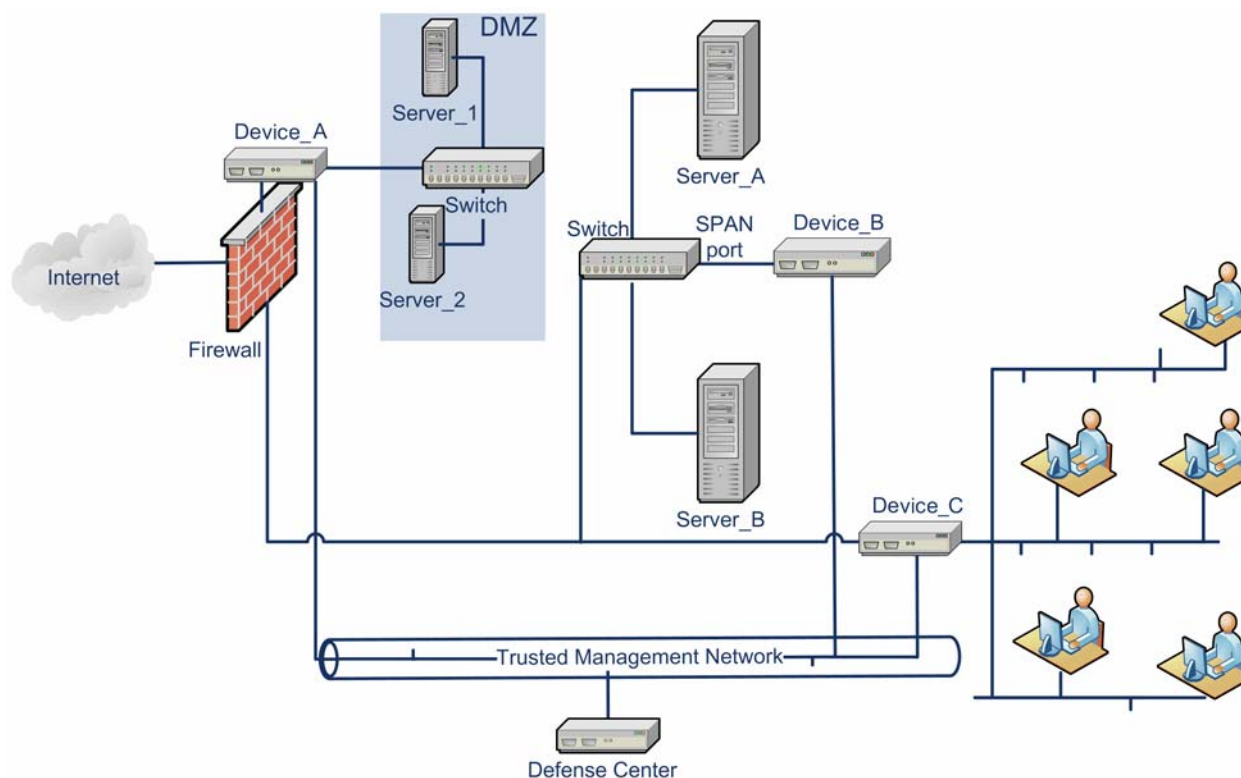 DMZ
Server_1
Device_A
Switch
Server_2
Internet
Firewall
Server_A
Switch
SPAN
port
Device_B
Server_B
Device_C
Trusted Management Network
Defense Center